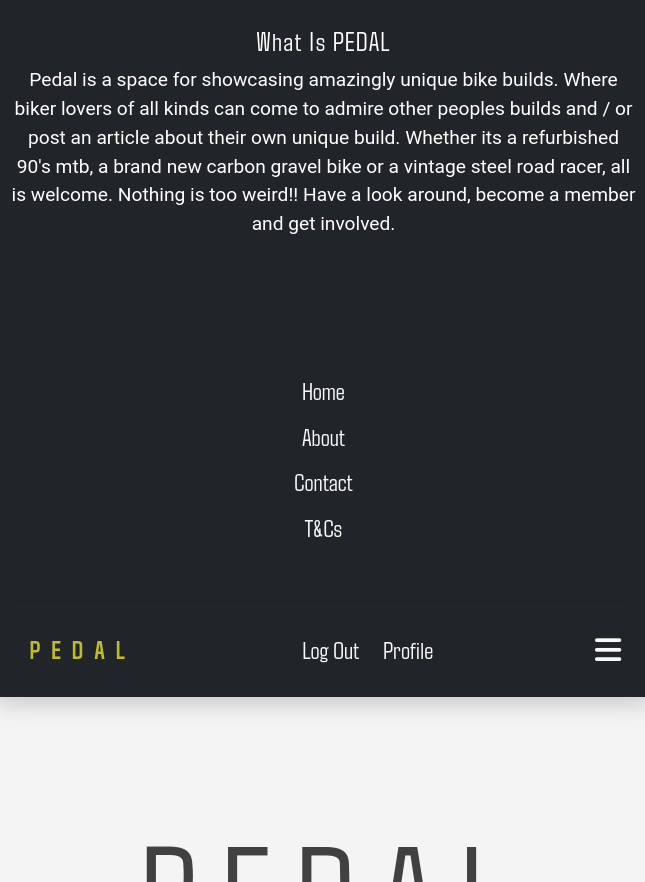 What Is PEDAL
Pedal is a space for showcasing amazingly unique bike builds. Where
biker lovers of all kinds can come to admire other peoples builds and / or
post an article about their own unique build. Whether its a refurbished
90's mtb, a brand new carbon gravel bike or a vintage steel road racer, all
is welcome. Nothing is too weird!! Have a look around, become a member
and get involved.
Home
About
Contact
T&Cs
PEDAL Log Out Profile
PEDAL